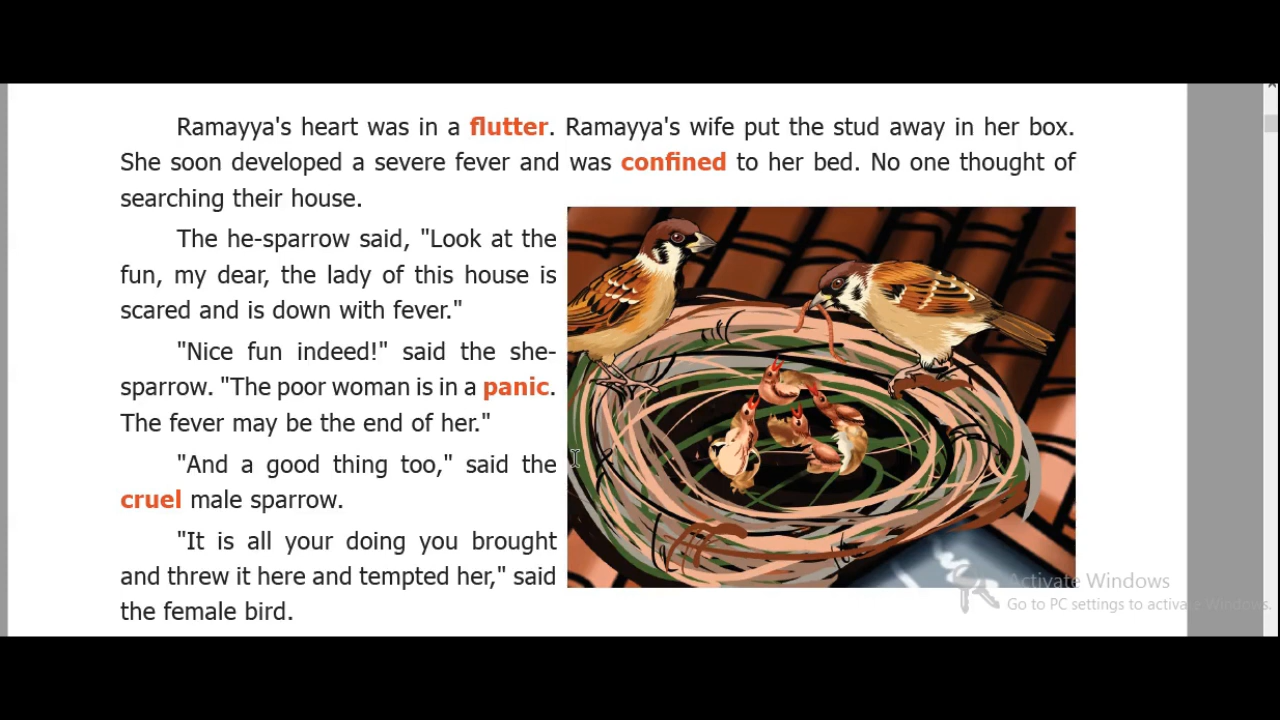 Ramayya's heart was in a flutter. Ramayya's wife put the stud away in her box.
She soon developed a severe fever and was confined to her bed. No one thought of
searching their house.
The he-sparrow said, "Look at the
fun, my dear, the lady of this house is
scared and is down with fever."
"Nice fun indeed!" said the she-
sparrow. "The poor woman is in a panic.
The fever may be the end of her."
"And a good thing too," said the
cruel male sparrow.
"It is all your doing you brought
and threw it here and tempted her," said
the female bird.
Activate Windows
Go to PC settings to activate Windows.